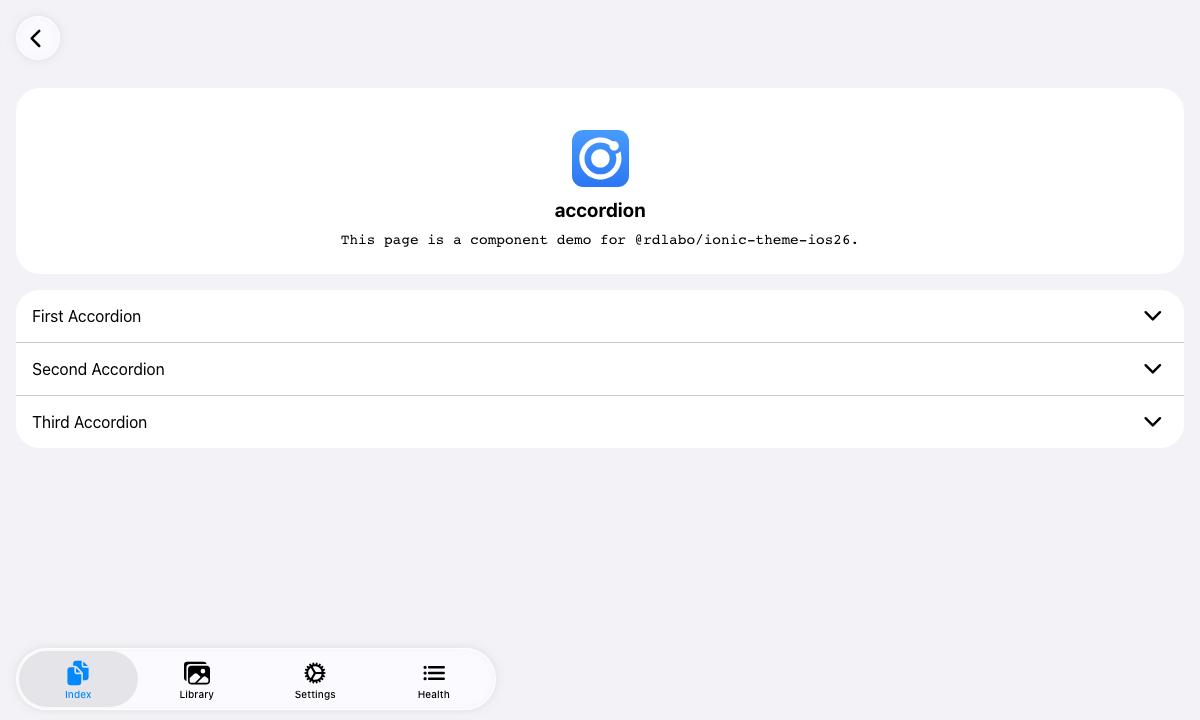 accordion
This page is a component demo for @rdlabo/ionic-theme-ios26.
First Accordion
Second Accordion
Third Accordion
Index
Library
Settings
Health